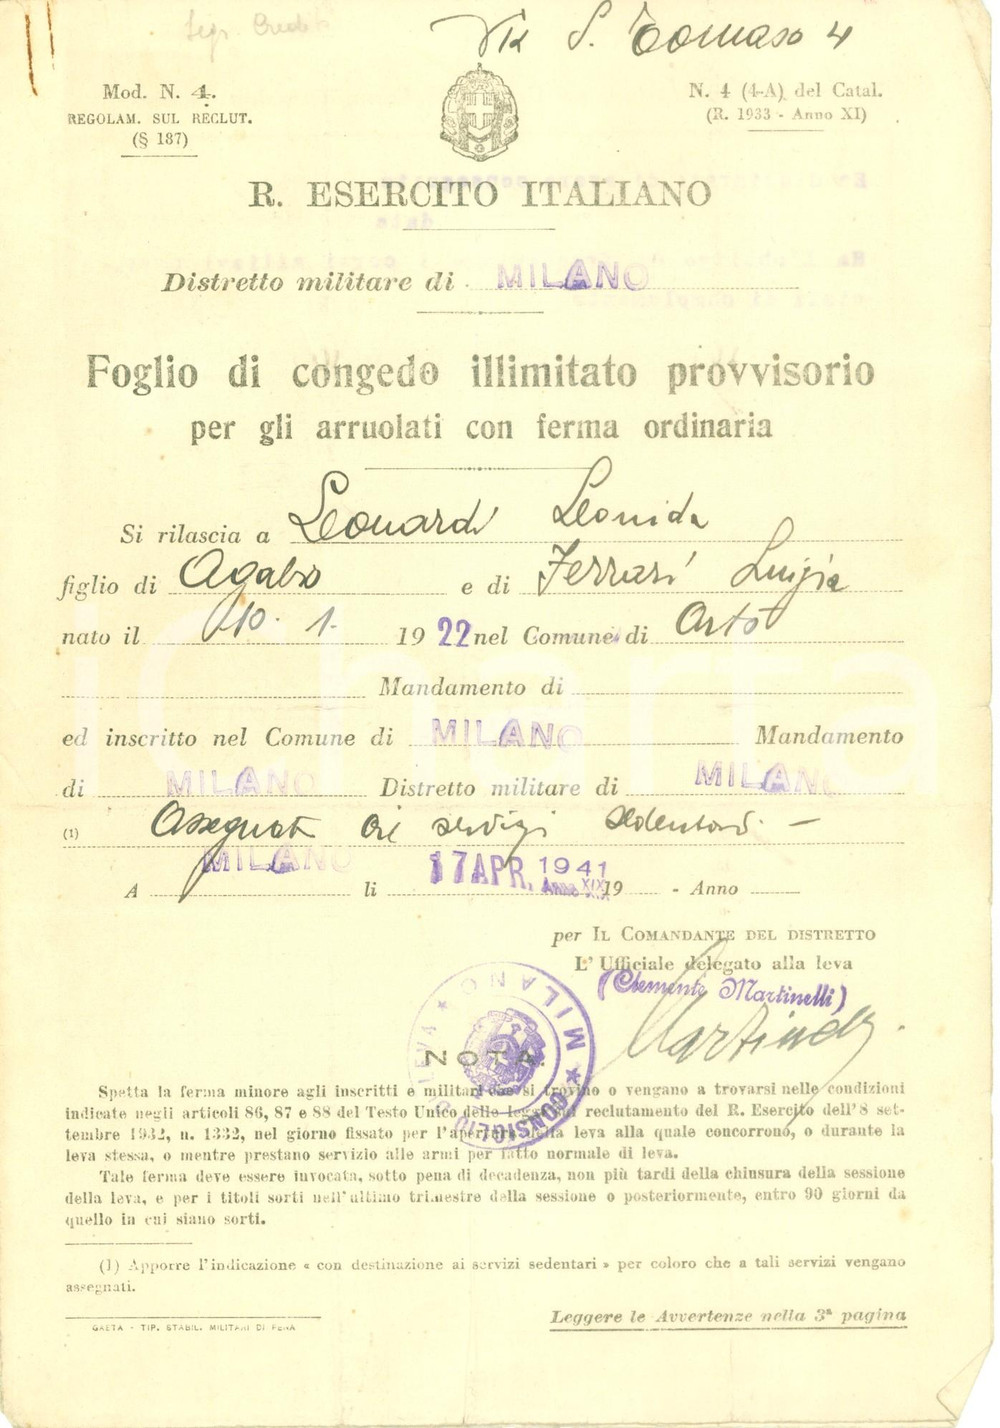 Via S. Tomaso 4
Mod. N. 4.
REGOLAM. SUL RECLUT.
(§ 187)
N. 4 (4-A) del Catal.
(R. 1933 - Anno XI)
R. ESERCITO ITALIANO
Distretto militare di MILANO
Foglio di congedo illimitato provvisorio
per gli arruolati con ferma ordinaria
Si rilascia a Leonardi Leonida
figlio di Agabio e di Ferrari Luigia
nato il 10. 1. 1922 nel Comune di Artò
Mandamento di
ed inscritto nel Comune di MILANO Mandamento
di MILANO Distretto militare di MILANO
(1) Assegnato ai servizi sedentari. —
A MILANO li 17 APR. 1941 Anno XIX 19 - Anno
per IL COMANDANTE DEL DISTRETTO
L' Ufficiale delegato alla leva
(Clemente Martinelli)
Martinelli
MILANO ★ CONSIGLIO LEVA ★ MILANO
NOTA.
Spetta la ferma minore agli inscritti e militari che si trovino o vengano a trovarsi nelle condizioni
indicate negli articoli 86, 87 e 88 del Testo Unico delle leggi sul reclutamento del R. Esercito dell'8 set-
tembre 1932, n. 1332, nel giorno fissato per l'apertura della leva alla quale concorrono, o durante la
leva stessa, o mentre prestano servizio alle armi per fatto normale di leva.
Tale ferma deve essere invocata, sotto pena di decadenza, non più tardi della chiusura della sessione
della leva, e per i titoli sorti nell'ultimo trimestre della sessione o posteriormente, entro 90 giorni da
quello in cui siano sorti.
(1) Apporre l'indicazione « con destinazione ai servizi sedentari » per coloro che a tali servizi vengano
assegnati.
GAETA - TIP. STABIL. MILITARI DI PENA
Leggere le Avvertenze nella 3ª pagina